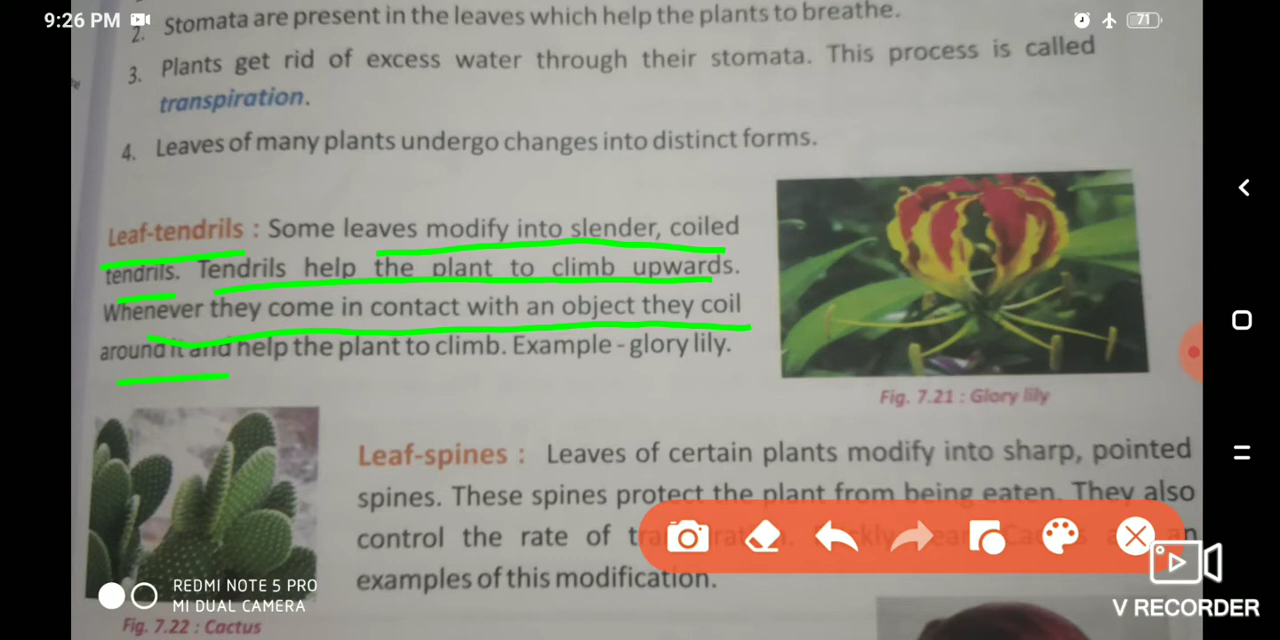 9:26 PM
71
2. Stomata are present in the leaves which help the plants to breathe.
3. Plants get rid of excess water through their stomata. This process is called
transpiration.
4. Leaves of many plants undergo changes into distinct forms.
Leaf-tendrils : Some leaves modify into slender, coiled
tendrils. Tendrils help the plant to climb upwards.
Whenever they come in contact with an object they coil
around it and help the plant to climb. Example - glory lily.
Fig. 7.21 : Glory lily
Leaf-spines : Leaves of certain plants modify into sharp, pointed
spines. These spines protect the plant from being eaten. They also
control the rate of an
examples of this modification.
REDMI NOTE 5 PRO
MI DUAL CAMERA
Fig. 7.22 : Cactus
V RECORDER